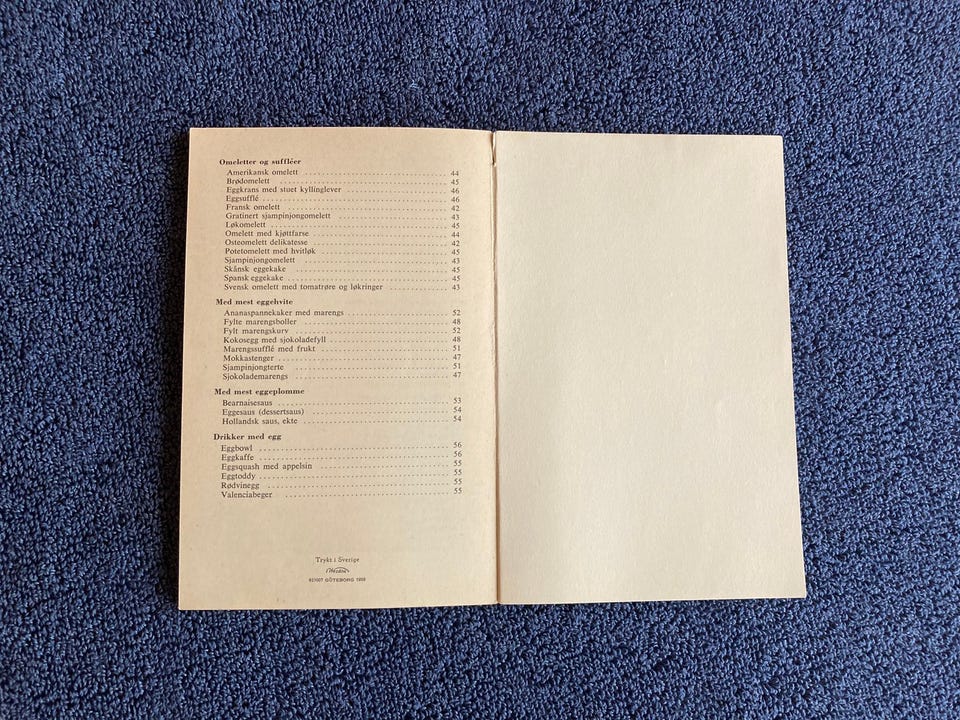 Omeletter og suffléer
Amerikansk omelett ........ 44
Brødomelett ........ 45
Eggkrans med stuet kyllinglever ........ 46
Eggsufflé ........ 46
Fransk omelett ........ 42
Gratinert sjampinjongomelett ........ 43
Løkomelett ........ 45
Omelett med kjøttfarse ........ 44
Osteomelett delikatesse ........ 42
Potetomelett med hvitløk ........ 45
Sjampinjongomelett ........ 43
Skånsk eggekake ........ 45
Spansk eggekake ........ 45
Svensk omelett med tomatrøre og løkringer ........ 43
Med mest eggehvite
Ananaspannekaker med marengs ........ 52
Fylte marengsboller ........ 48
Fylt marengskurv ........ 52
Kokosegg med sjokoladefyll ........ 48
Marengssufflé med frukt ........ 51
Mokkastenger ........ 47
Sjampinjongterte ........ 51
Sjokolademarengs ........ 47
Med mest eggeplomme
Bearnaisesaus ........ 53
Eggesaus (dessertsaus) ........ 54
Hollandsk saus, ekte ........ 54
Drikker med egg
Eggbowl ........ 56
Eggkaffe ........ 56
Eggsquash med appelsin ........ 55
Eggtoddy ........ 55
Rødvinegg ........ 55
Valenciabeger ........ 55
Trykt i Sverige
GÖTEBORG